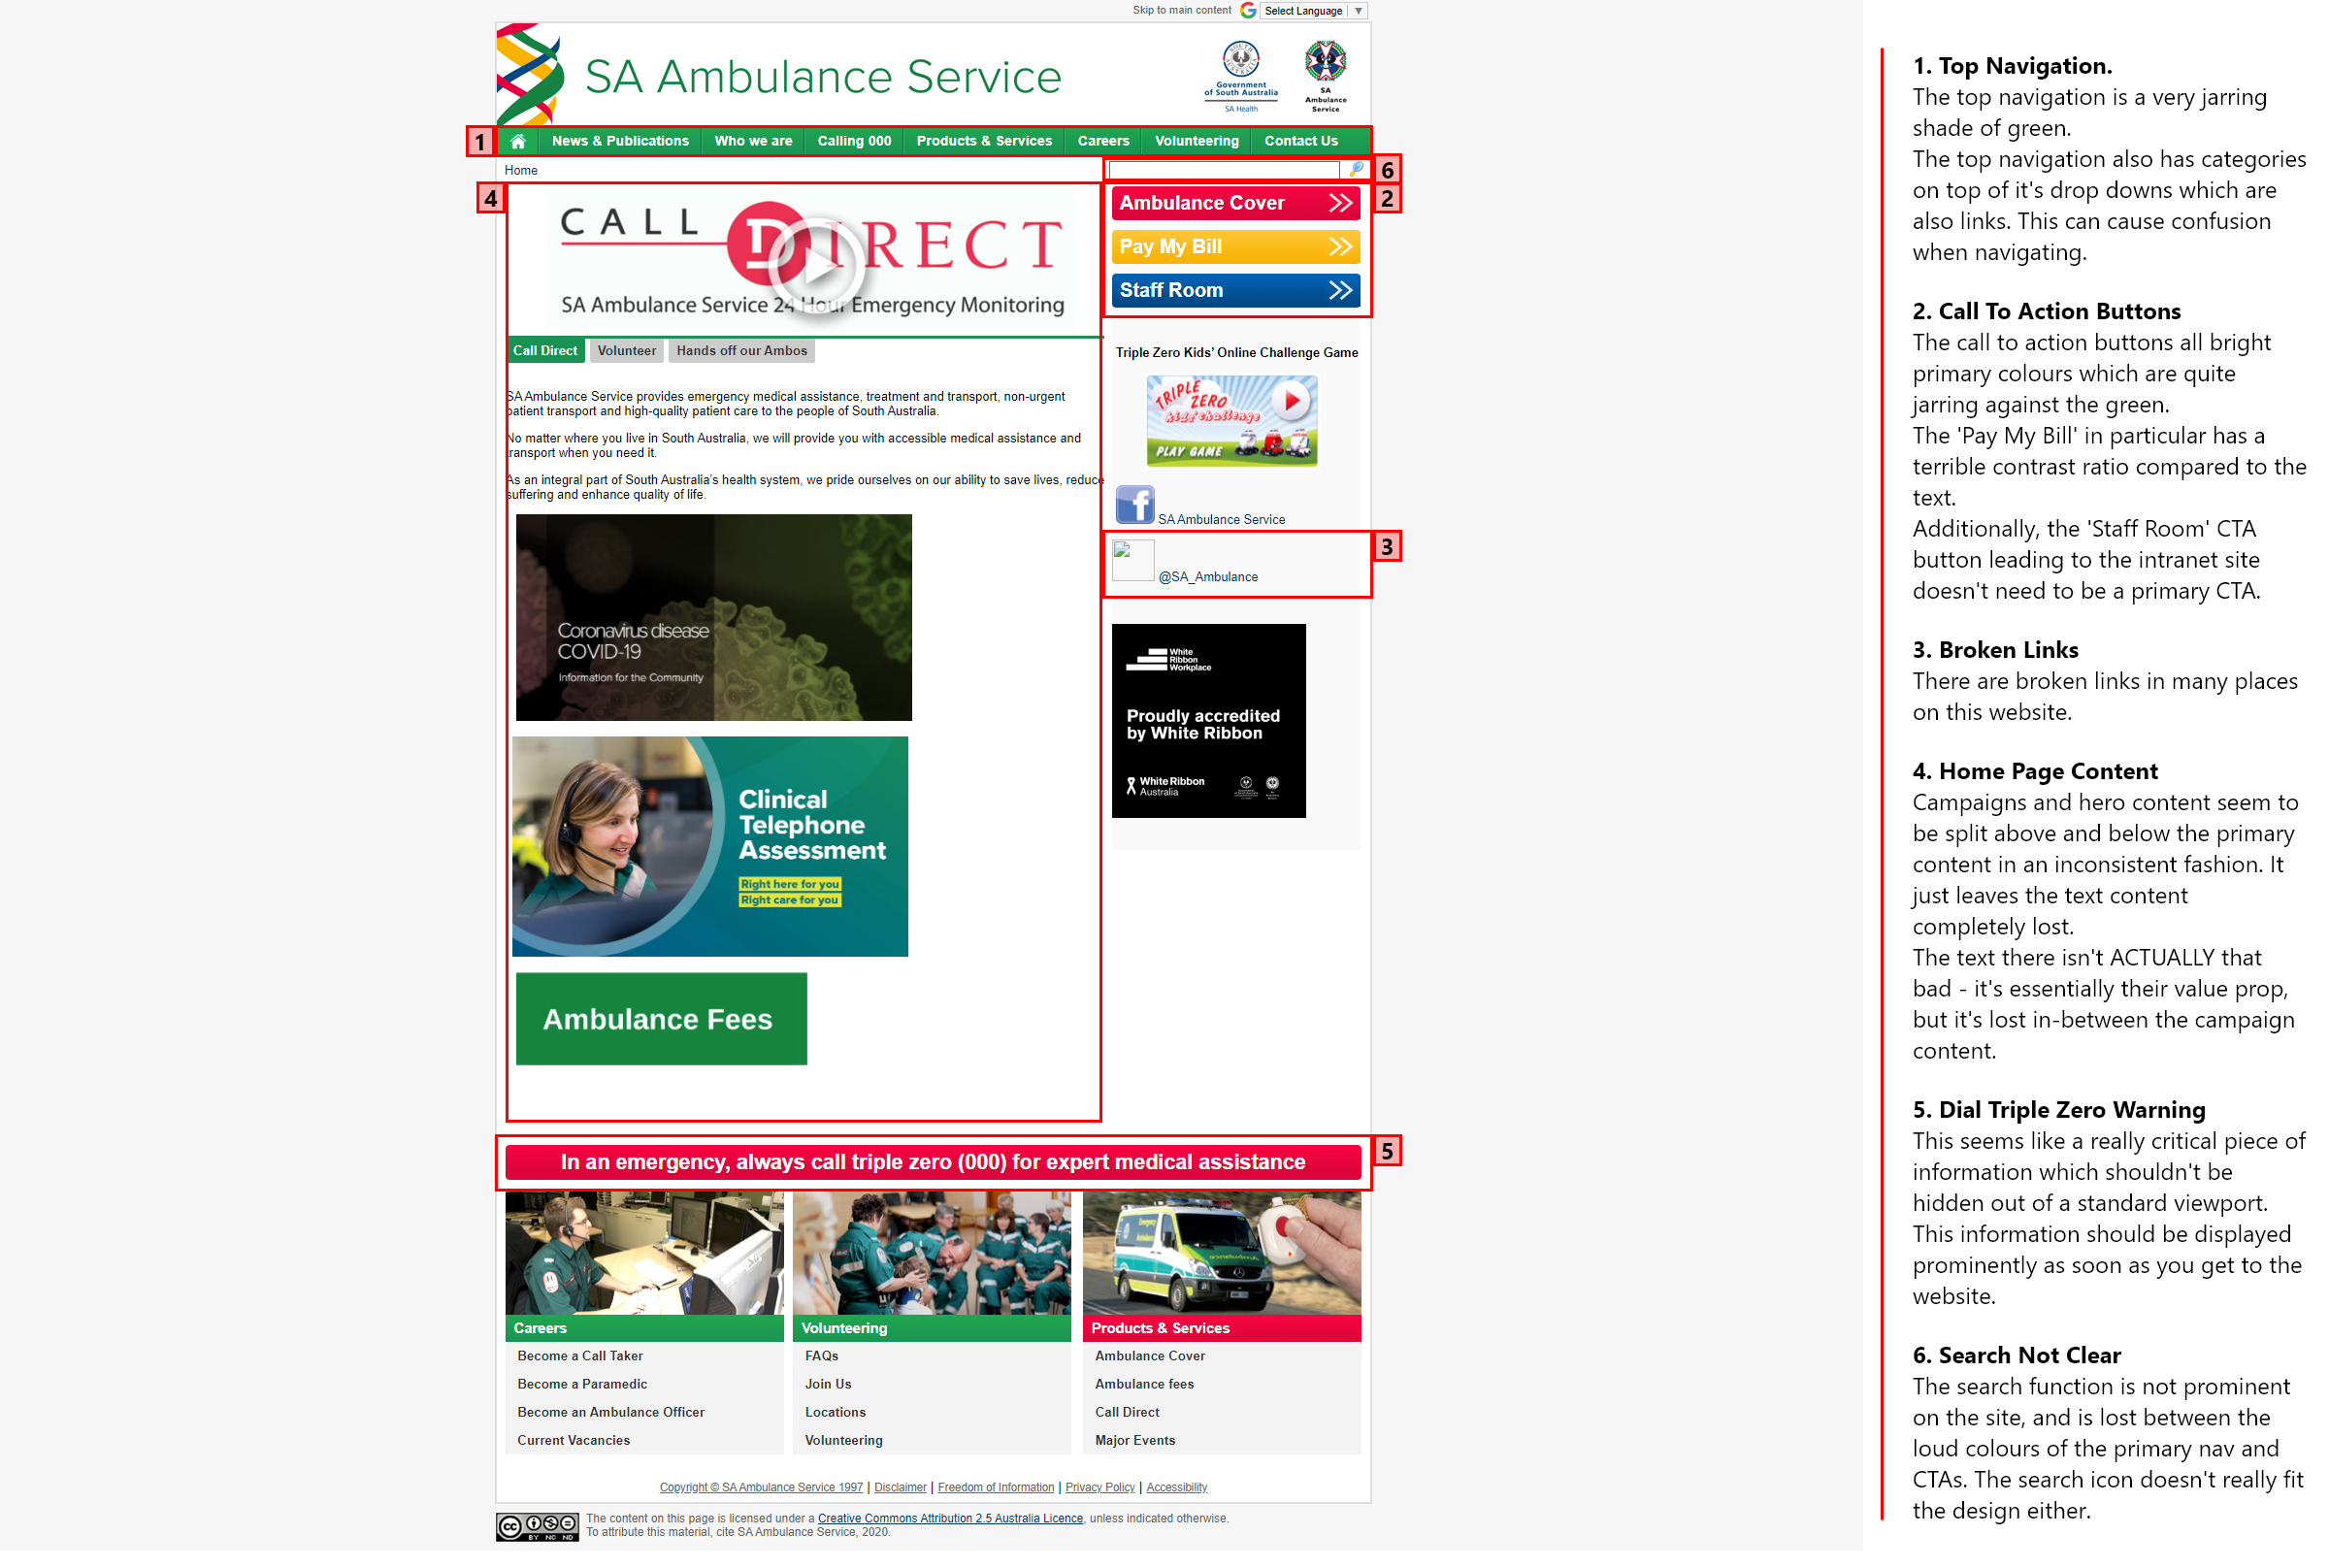 Skip to main content
Select Language
SA Ambulance Service
Government
of South Australia
SA Health
SA
Ambulance
Service
1
News & Publications
Who we are
Calling 000
Products & Services
Careers
Volunteering
Contact Us
Home
6
4
2
CALL DIRECT
SA Ambulance Service 24 Hour Emergency Monitoring
Ambulance Cover
Pay My Bill
Staff Room
Call Direct
Volunteer
Hands off our Ambos
SA Ambulance Service provides emergency medical assistance, treatment and transport, non-urgent
patient transport and high-quality patient care to the people of South Australia.
No matter where you live in South Australia, we will provide you with accessible medical assistance and
transport when you need it.
As an integral part of South Australia's health system, we pride ourselves on our ability to save lives, reduce
suffering and enhance quality of life.
Coronavirus disease
COVID-19
Information for the Community
Clinical
Telephone
Assessment
Right here for you
Right care for you
Ambulance Fees
Triple Zero Kids' Online Challenge Game
TRIPLE
ZERO
kids' challenge
PLAY GAME
SA Ambulance Service
3
@SA_Ambulance
White
Ribbon
Workplace
Proudly accredited
by White Ribbon
White Ribbon
Australia
5
In an emergency, always call triple zero (000) for expert medical assistance
Careers
Become a Call Taker
Become a Paramedic
Become an Ambulance Officer
Current Vacancies
Volunteering
FAQs
Join Us
Locations
Volunteering
Products & Services
Ambulance Cover
Ambulance fees
Call Direct
Major Events
Copyright © SA Ambulance Service 1997 | Disclaimer | Freedom of Information | Privacy Policy | Accessibility
CC BY NC ND
The content on this page is licensed under a Creative Commons Attribution 2.5 Australia Licence, unless indicated otherwise.
To attribute this material, cite SA Ambulance Service, 2020.
1. Top Navigation.
The top navigation is a very jarring
shade of green.
The top navigation also has categories
on top of it's drop downs which are
also links. This can cause confusion
when navigating.
2. Call To Action Buttons
The call to action buttons all bright
primary colours which are quite
jarring against the green.
The 'Pay My Bill' in particular has a
terrible contrast ratio compared to the
text.
Additionally, the 'Staff Room' CTA
button leading to the intranet site
doesn't need to be a primary CTA.
3. Broken Links
There are broken links in many places
on this website.
4. Home Page Content
Campaigns and hero content seem to
be split above and below the primary
content in an inconsistent fashion. It
just leaves the text content
completely lost.
The text there isn't ACTUALLY that
bad - it's essentially their value prop,
but it's lost in-between the campaign
content.
5. Dial Triple Zero Warning
This seems like a really critical piece of
information which shouldn't be
hidden out of a standard viewport.
This information should be displayed
prominently as soon as you get to the
website.
6. Search Not Clear
The search function is not prominent
on the site, and is lost between the
loud colours of the primary nav and
CTAs. The search icon doesn't really fit
the design either.